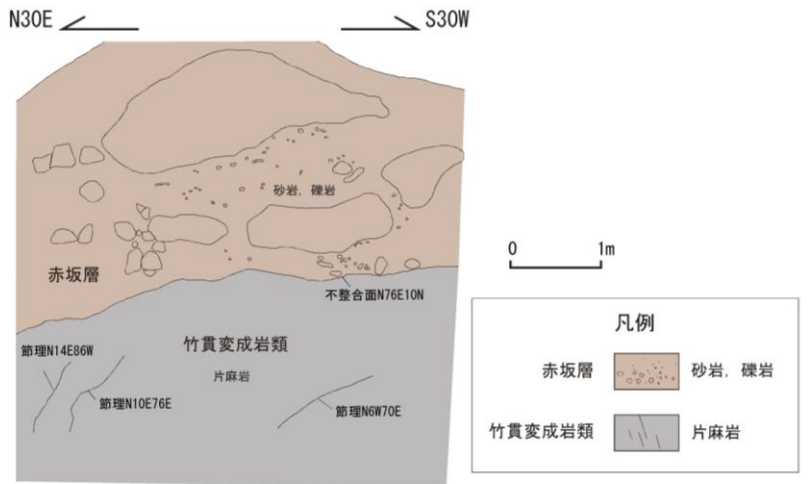 N30E
S30W
砂岩，礫岩
赤坂層
不整合面N76E10N
竹貫変成岩類
片麻岩
節理N14E86W
節理N10E76E
節理N6W70E
0 1m
凡例
赤坂層 砂岩，礫岩
竹貫変成岩類 片麻岩